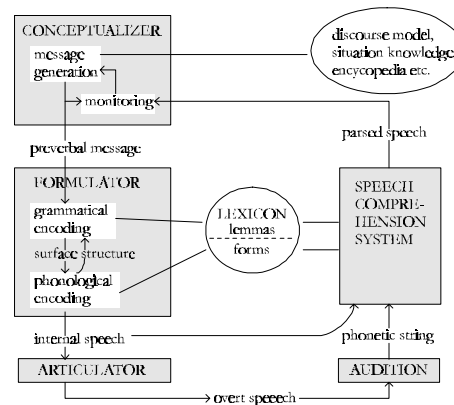 CONCEPTUALIZER
message
generation
monitoring
discourse model,
situation knowledge,
encycopedia etc.
preverbal message
parsed speech
FORMULATOR
grammatical
encoding
surface structure
phonological
encoding
LEXICON
lemmas
forms
SPEECH
COMPRE-
HENSION
SYSTEM
internal speech
phonetic string
ARTICULATOR
AUDITION
overt speeech